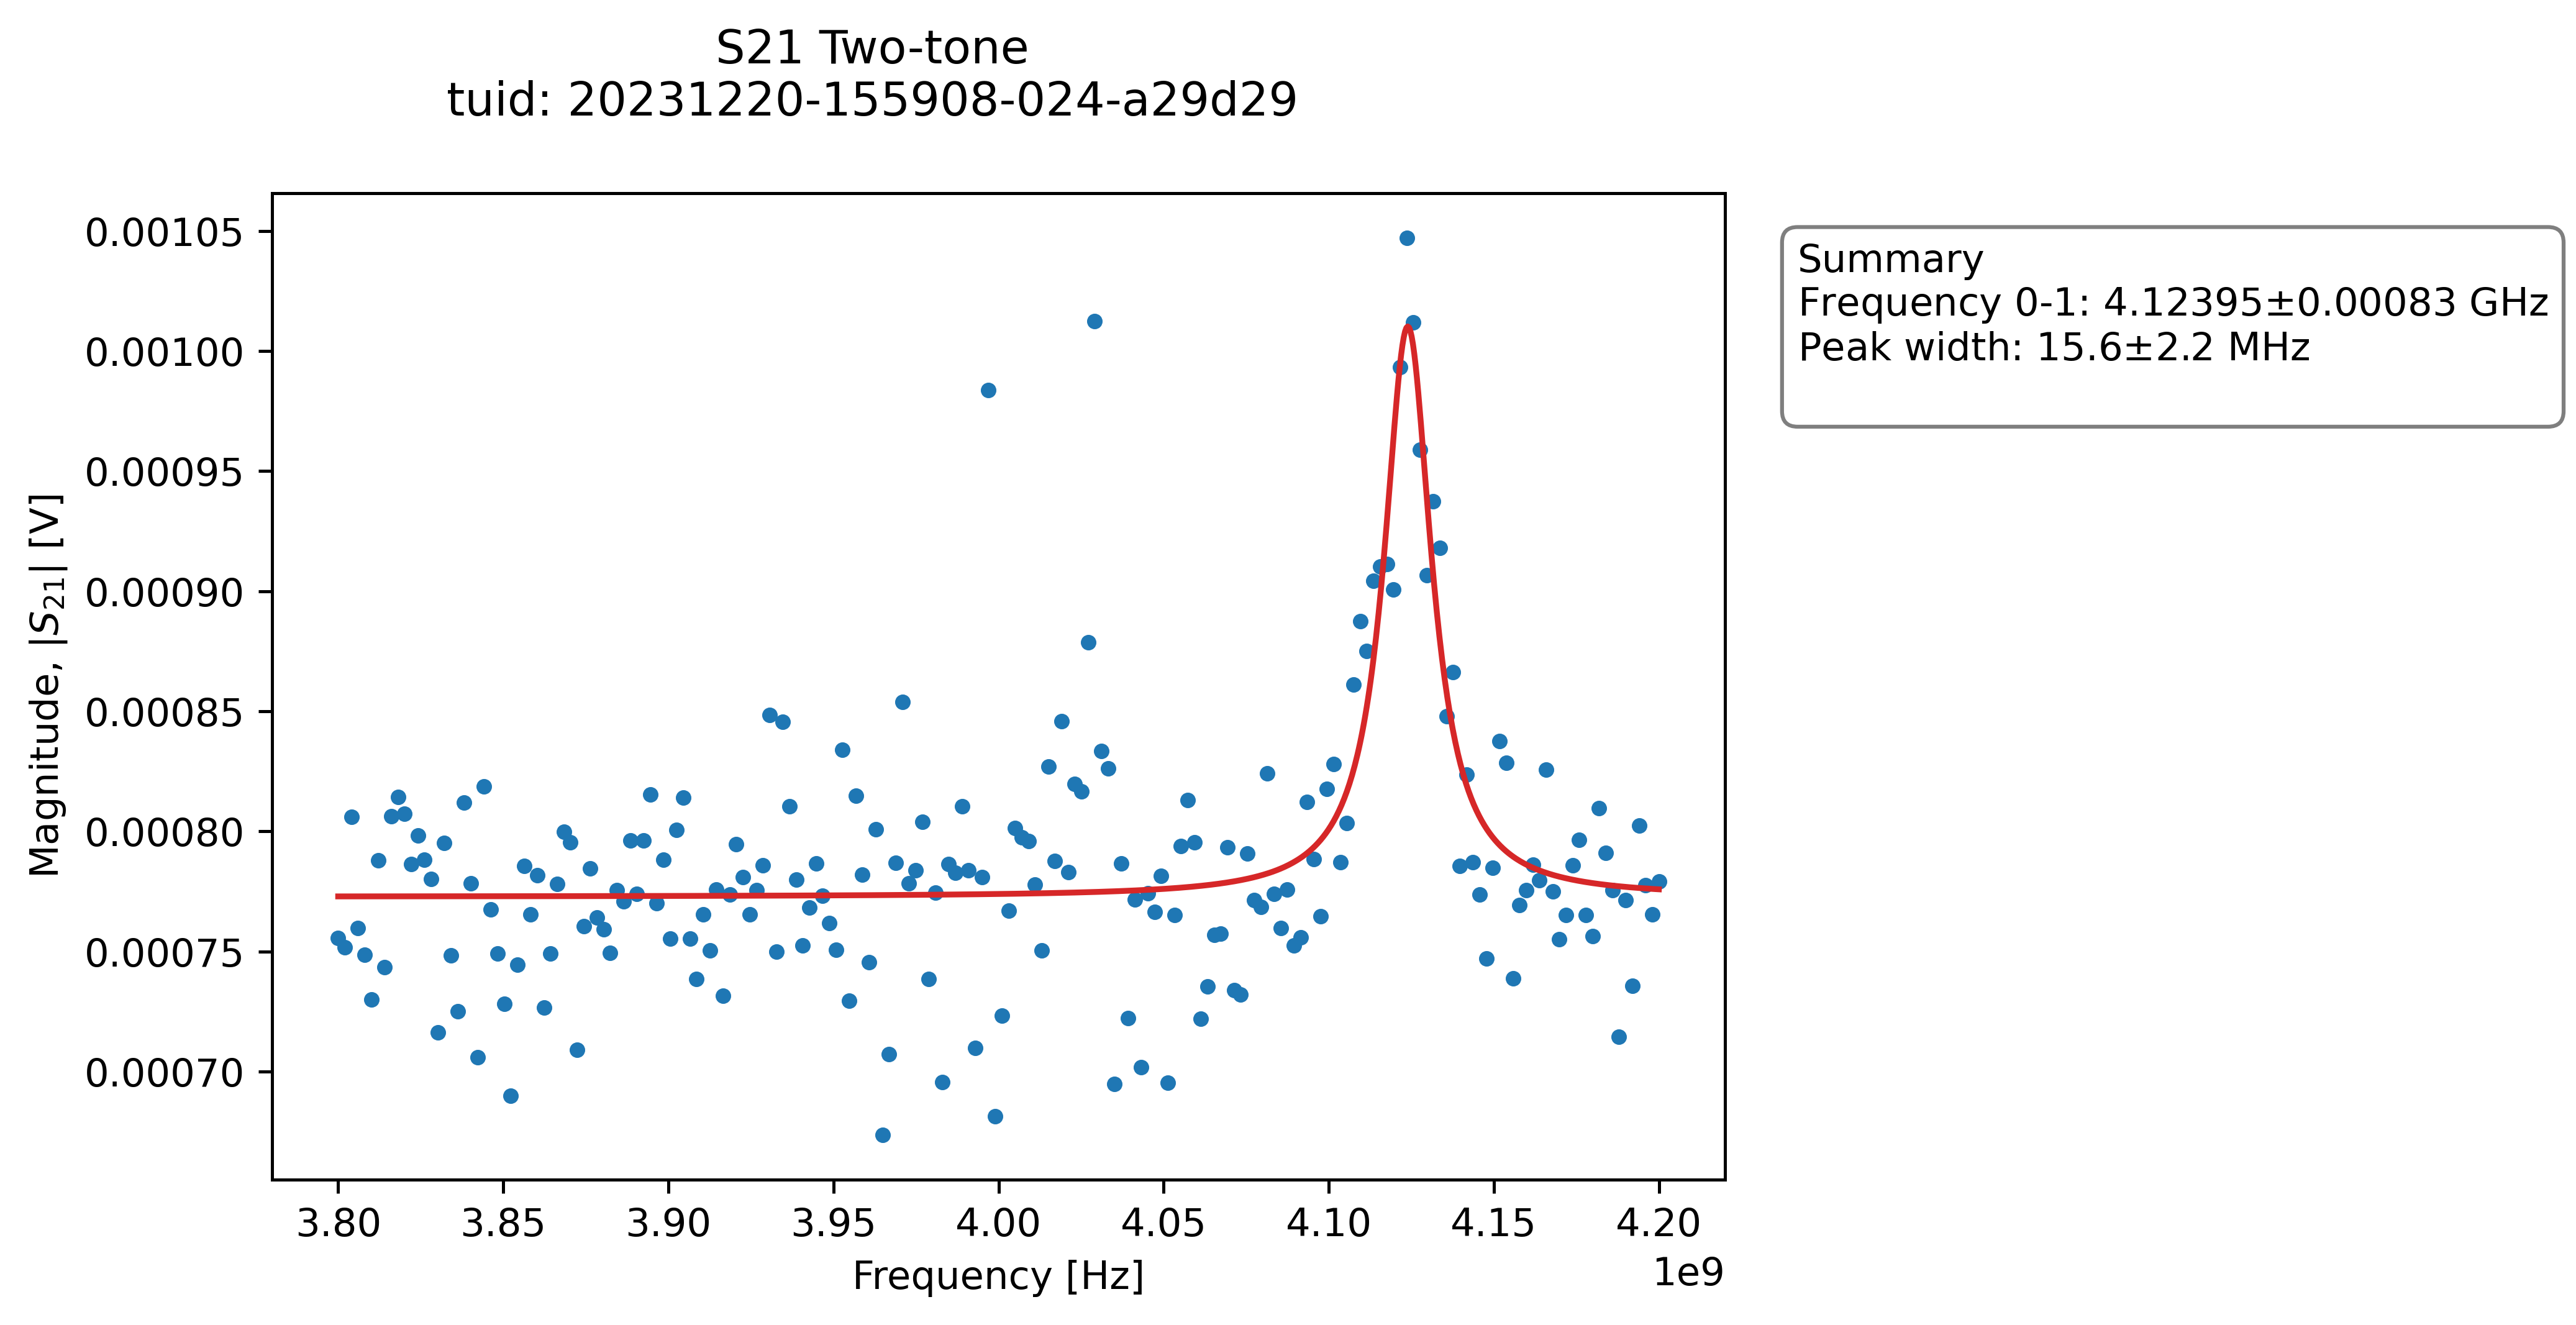 S21 Two-tone
tuid: 20231220-155908-024-a29d29
0.00105
0.00100
0.00095
0.00090
0.00085
0.00080
0.00075
0.00070
Magnitude, |S21| [V]
3.80 3.85 3.90 3.95 4.00 4.05 4.10 4.15 4.20
1e9
Frequency [Hz]
Summary
Frequency 0-1: 4.12395±0.00083 GHz
Peak width: 15.6±2.2 MHz